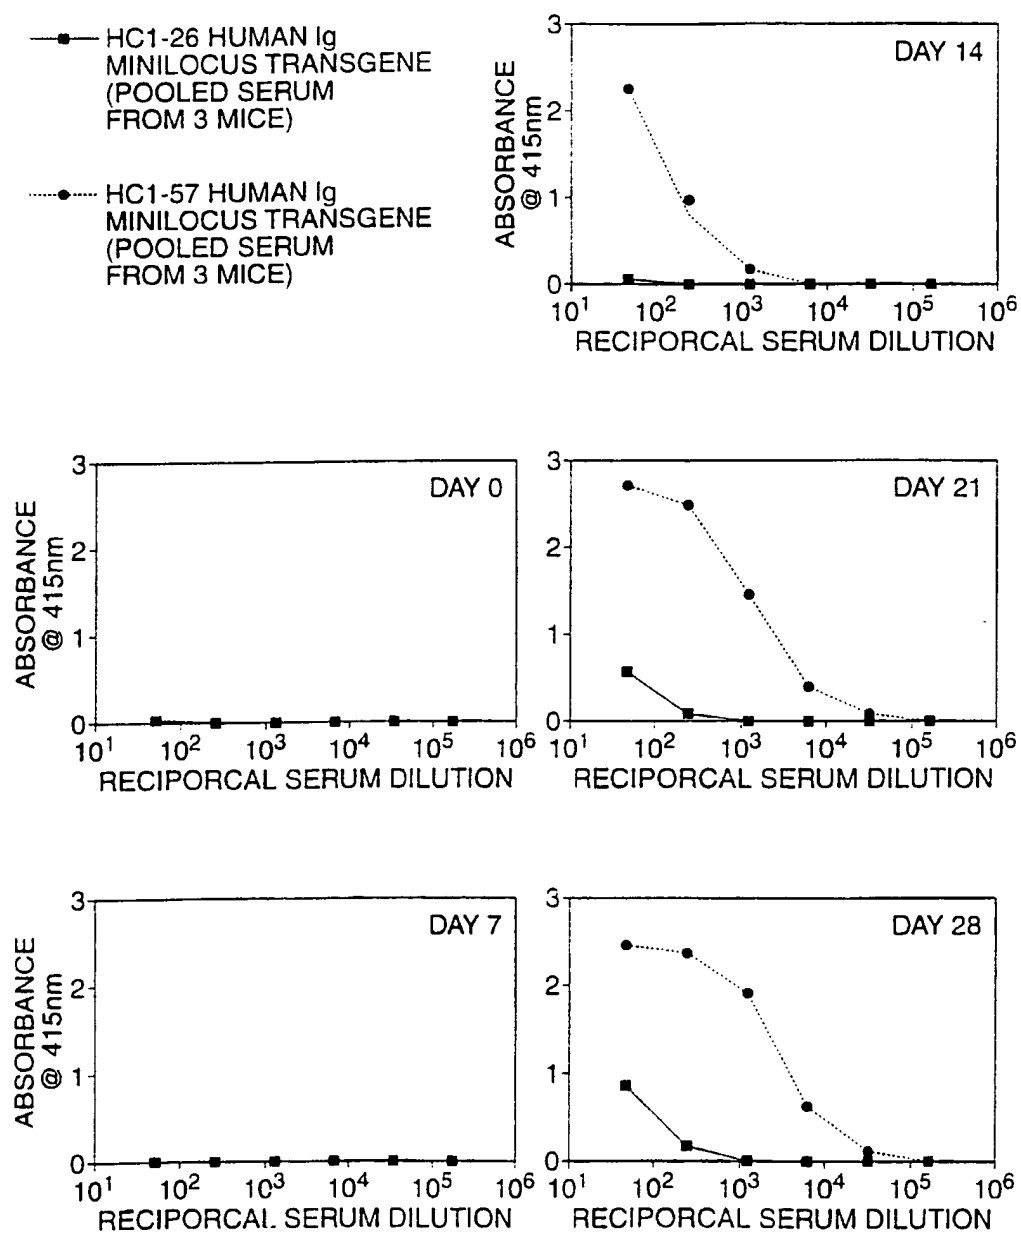 HC1-26 HUMAN Ig
MINILOCUS TRANSGENE
(POOLED SERUM
FROM 3 MICE)
HC1-57 HUMAN Ig
MINILOCUS TRANSGENE
(POOLED SERUM
FROM 3 MICE)
DAY 14
ABSORBANCE
@ 415nm
3
2
1
0
10^1 10^2 10^3 10^4 10^5 10^6
RECIPORCAL SERUM DILUTION
DAY 0
ABSORBANCE
@ 415nm
3
2
1
0
10^1 10^2 10^3 10^4 10^5 10^6
RECIPORCAL SERUM DILUTION
DAY 21
3
2
1
0
10^1 10^2 10^3 10^4 10^5 10^6
RECIPORCAL SERUM DILUTION
DAY 7
ABSORBANCE
@ 415nm
3
2
1
0
10^1 10^2 10^3 10^4 10^5 10^6
RECIPORCAL SERUM DILUTION
DAY 28
3
2
1
0
10^1 10^2 10^3 10^4 10^5 10^6
RECIPORCAL SERUM DILUTION